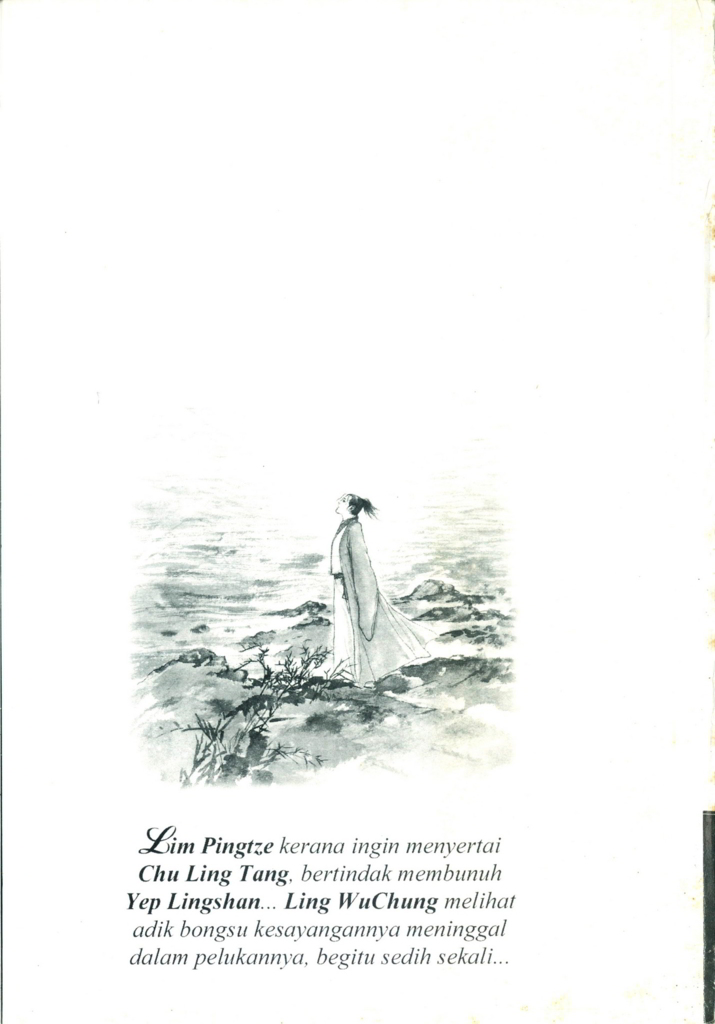 Lim Pingtze kerana ingin menyertai
Chu Ling Tang, bertindak membunuh
Yep Lingshan... Ling WuChung melihat
adik bongsu kesayangannya meninggal
dalam pelukannya, begitu sedih sekali...